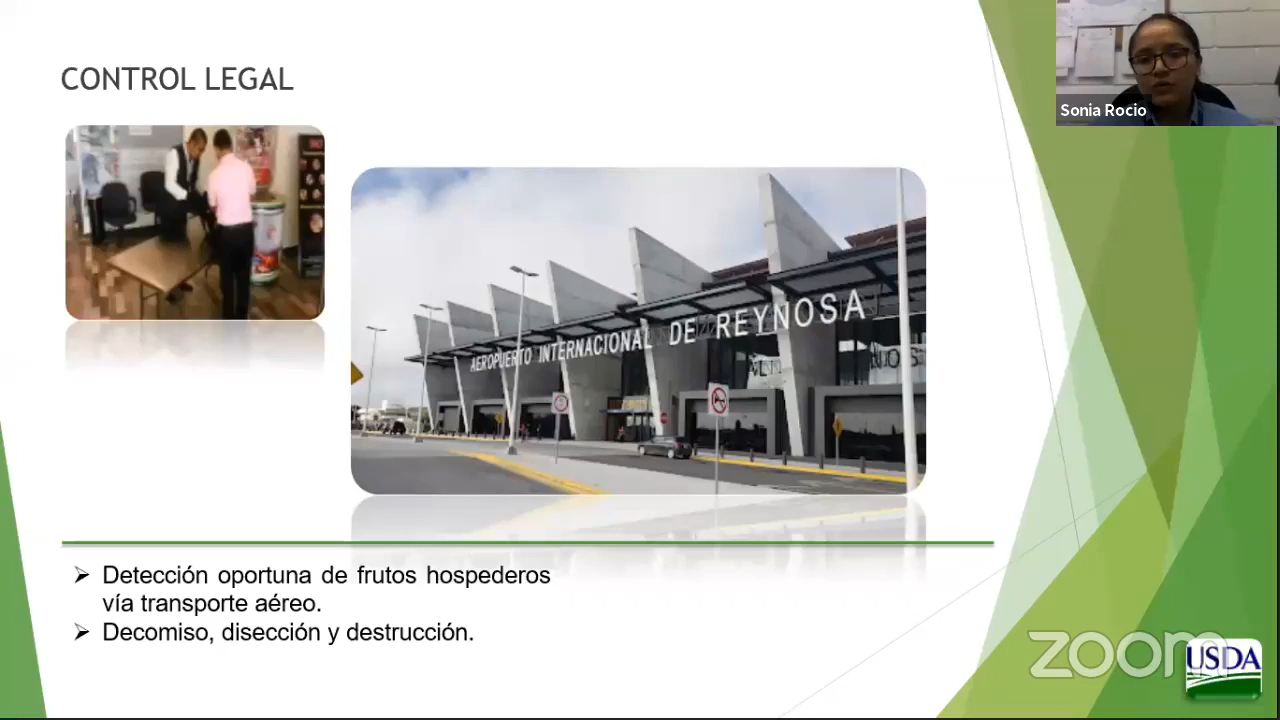 CONTROL LEGAL
Sonia Rocio
AEROPUERTO INTERNACIONAL DE REYNOSA
➢ Detección oportuna de frutos hospederos
vía transporte aéreo.
➢ Decomiso, disección y destrucción.
zoom
USDA